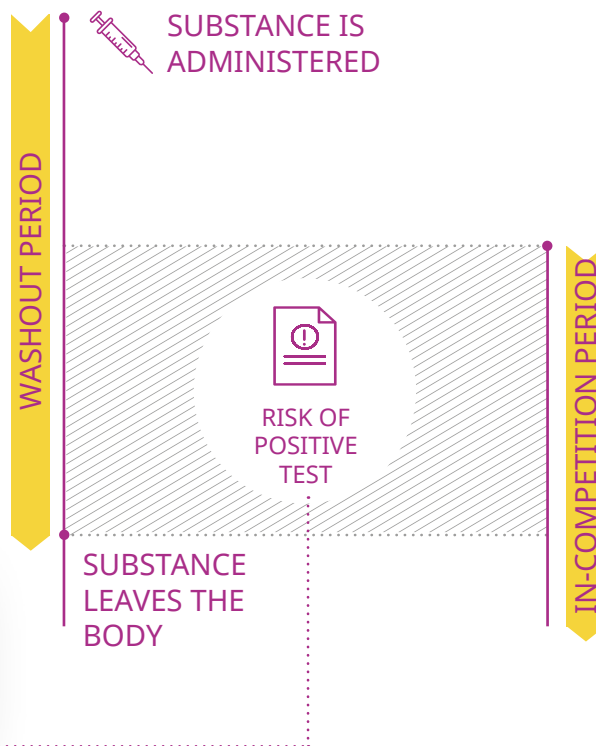 SUBSTANCE IS
ADMINISTERED
WASHOUT PERIOD
IN-COMPETITION PERIOD
RISK OF
POSITIVE
TEST
SUBSTANCE
LEAVES THE
BODY